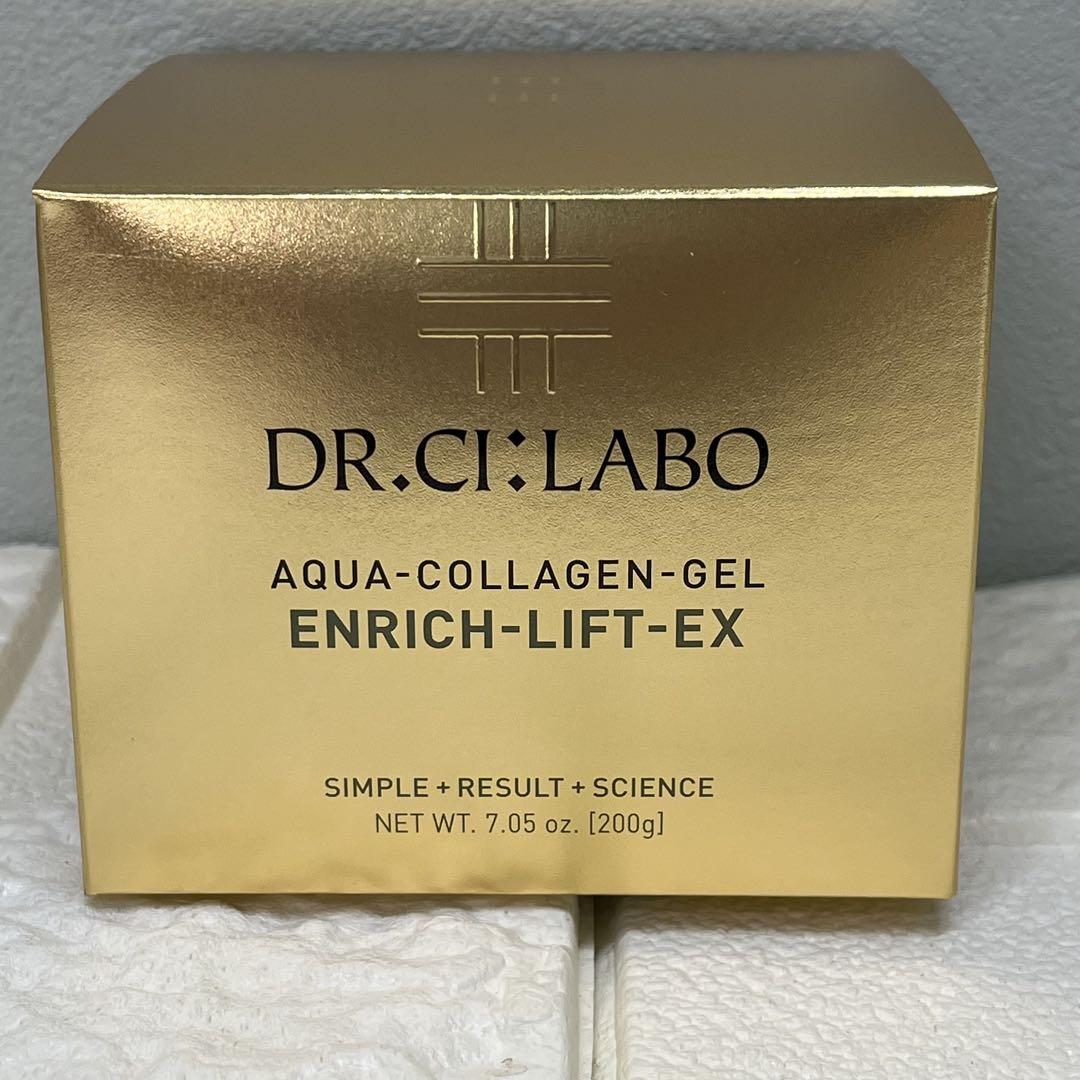 DR.CI:LABO
AQUA-COLLAGEN-GEL
ENRICH-LIFT-EX
SIMPLE + RESULT + SCIENCE
NET WT. 7.05 oz. [200g]